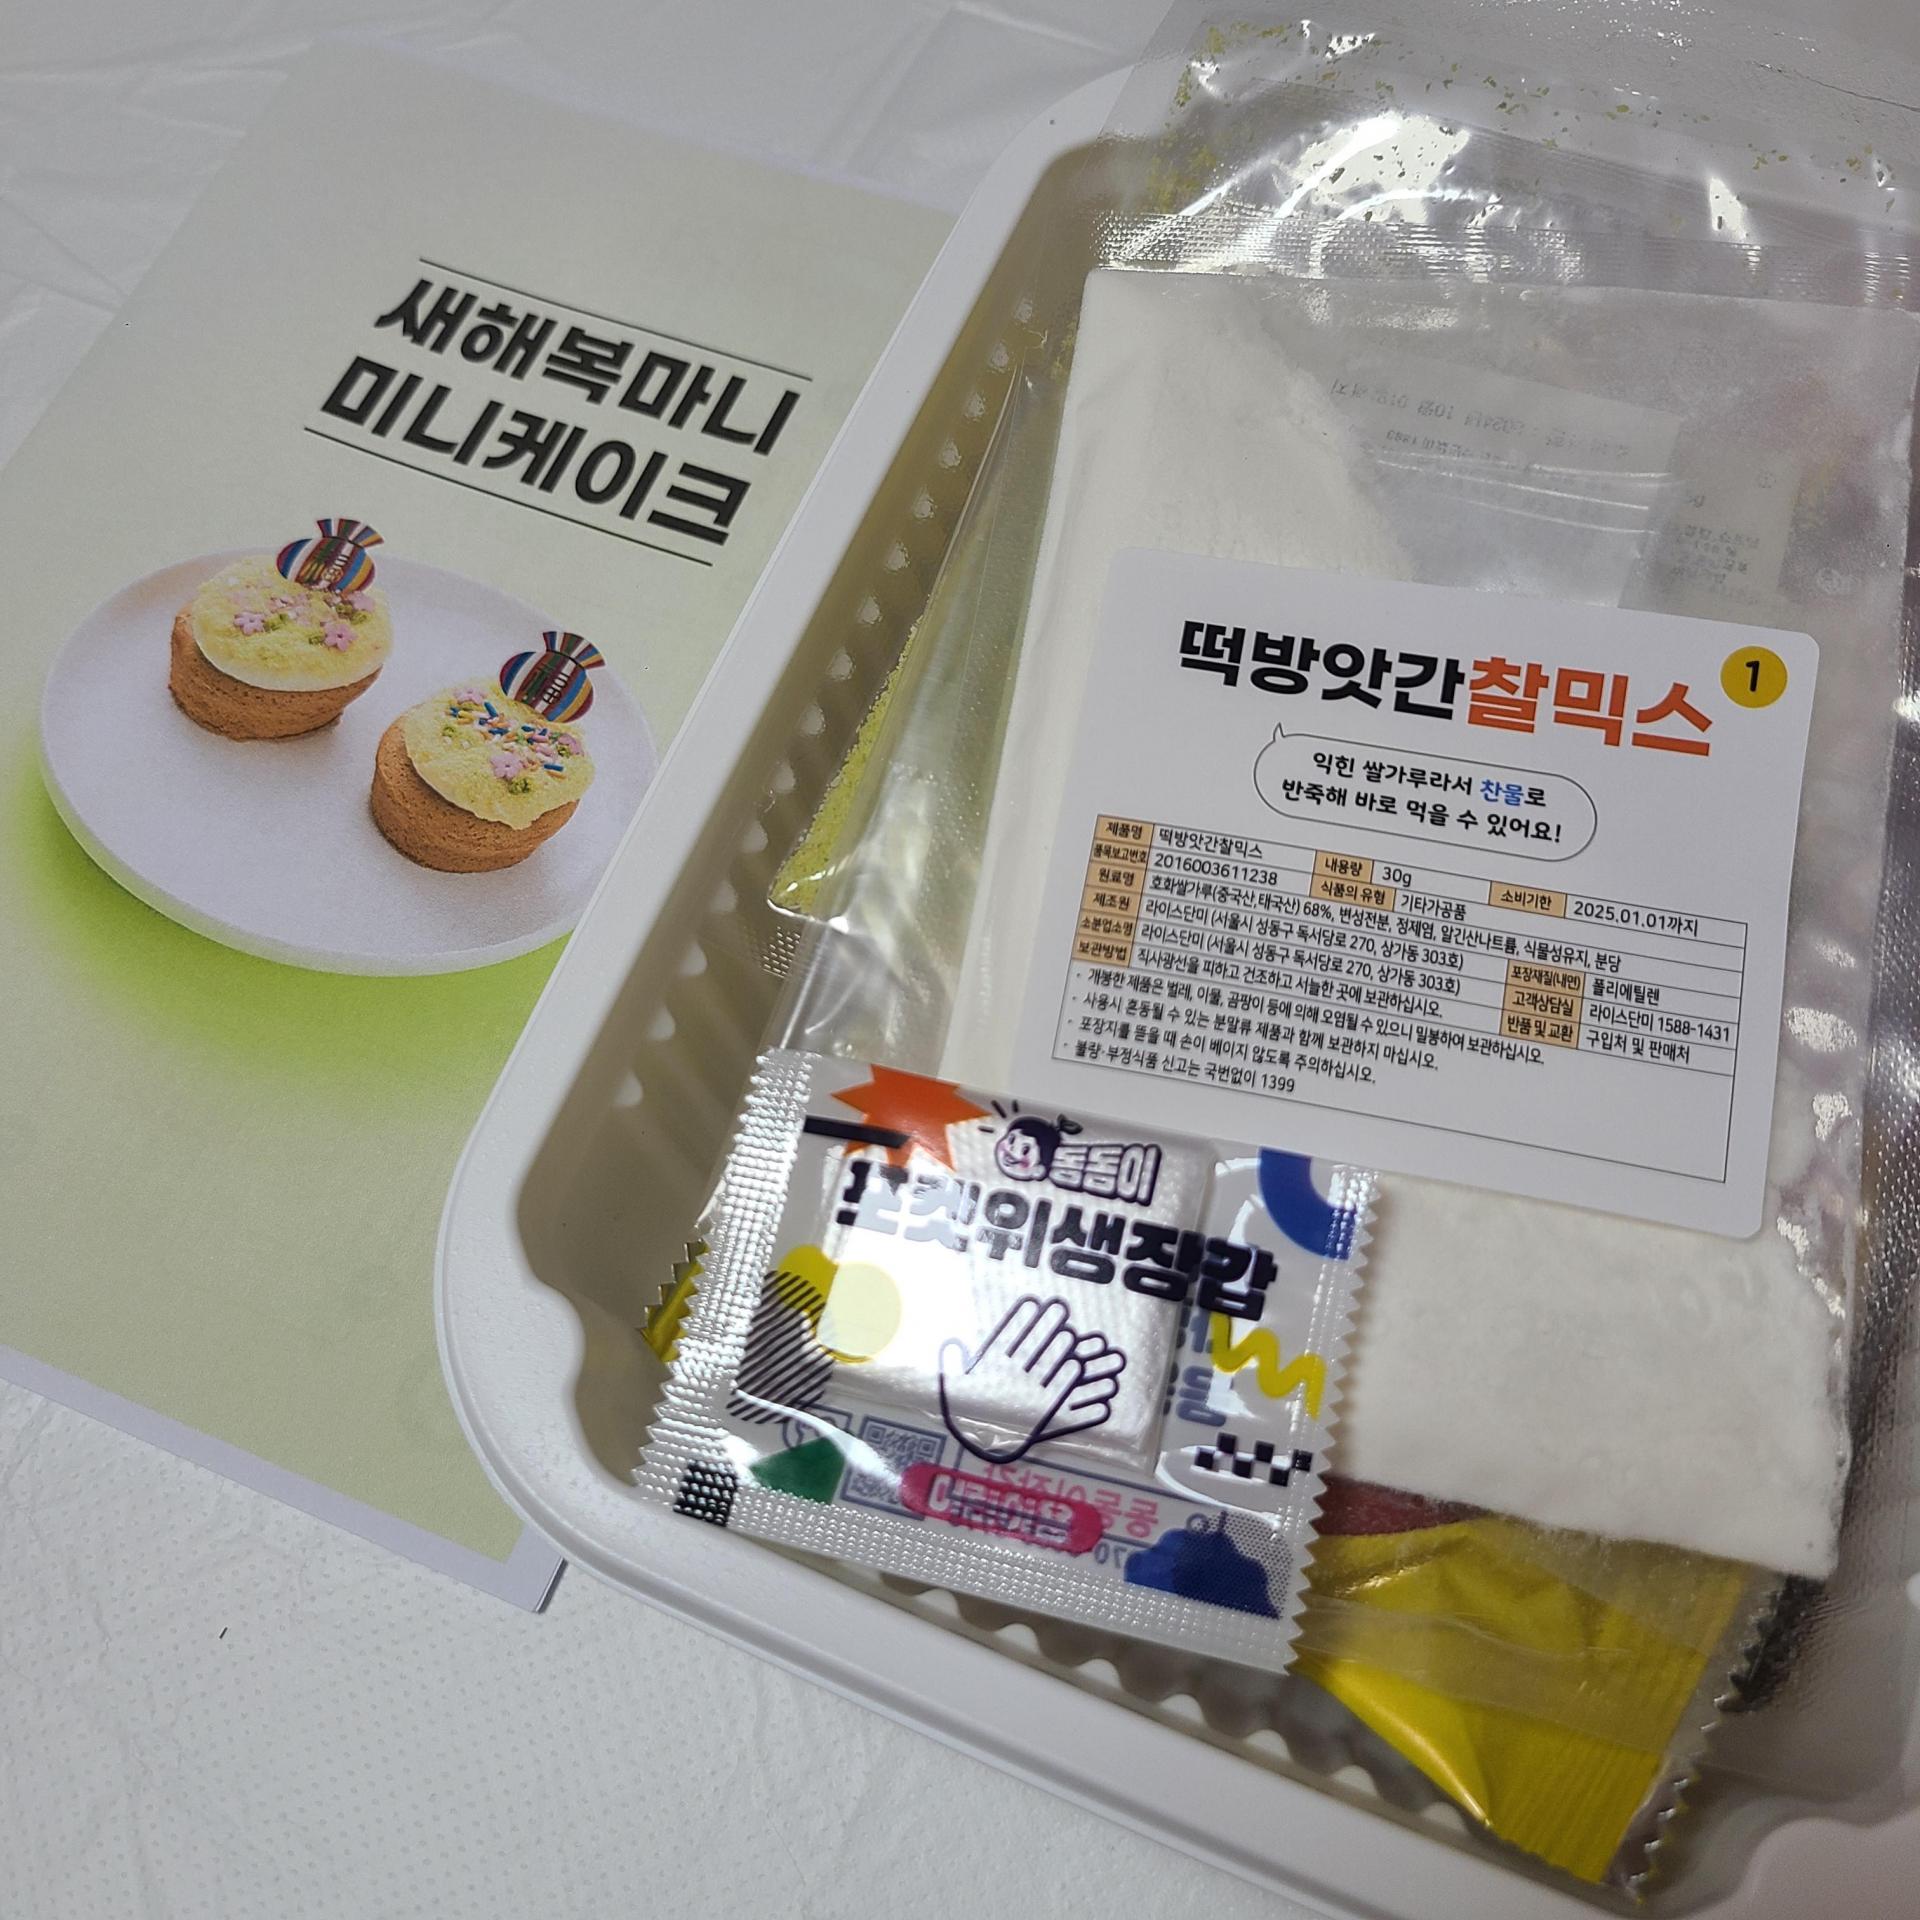 새해복마니
미니케이크
떡방앗간찰믹스 1
익힌 쌀가루라서 찬물로
반죽해 바로 먹을 수 있어요!
제품명 떡방앗간찰믹스 내용량 30g 소비기한 2025.01.01까지
품목보고번호 2016003611238 식품의 유형 기타가공품
원료명 호화쌀가루(중국산,태국산) 68%, 변성전분, 정제염, 알긴산나트륨, 식물성유지, 분당
제조원 라이스단미 (서울시 성동구 독서당로 270, 상가동 303호) 포장재질(내면) 폴리에틸렌
소분업소명 라이스단미 (서울시 성동구 독서당로 270, 상가동 303호) 고객상담실 라이스단미 1588-1431
보관방법 직사광선을 피하고 건조하고 서늘한 곳에 보관하십시오. 반품 및 교환 구입처 및 판매처
· 개봉한 제품은 벌레, 이물, 곰팡이 등에 의해 오염될 수 있으니 밀봉하여 보관하십시오.
· 사용시 혼동될 수 있는 분말류 제품과 함께 보관하지 마십시오.
· 포장지를 뜯을 때 손이 베이지 않도록 주의하십시오.
· 불량·부정식품 신고는 국번없이 1399
동돔이
포켓위생장갑